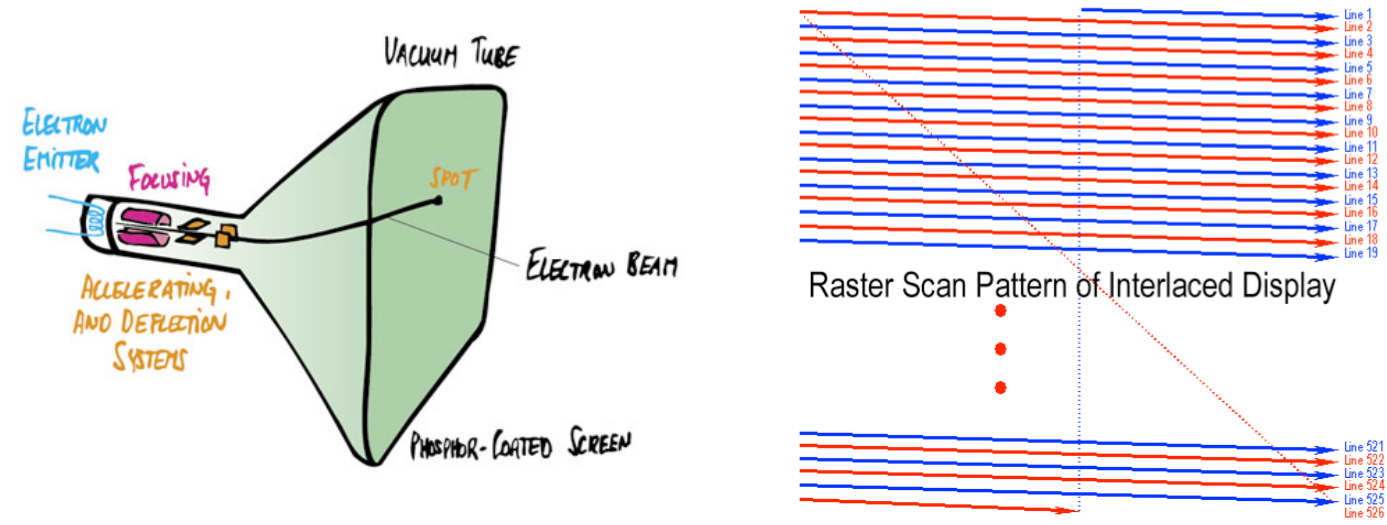 VACUUM TUBE
ELECTRON
EMITTER
FOCUSING
SPOT
ELECTRON BEAM
ACCELERATING,
AND DEFLECTION
SYSTEMS
PHOSPHOR-COATED SCREEN
Line 1
Line 2
Line 3
Line 4
Line 5
Line 6
Line 7
Line 8
Line 9
Line 10
Line 11
Line 12
Line 13
Line 14
Line 15
Line 16
Line 17
Line 18
Line 19
Raster Scan Pattern of Interlaced Display
Line 521
Line 522
Line 523
Line 524
Line 525
Line 526